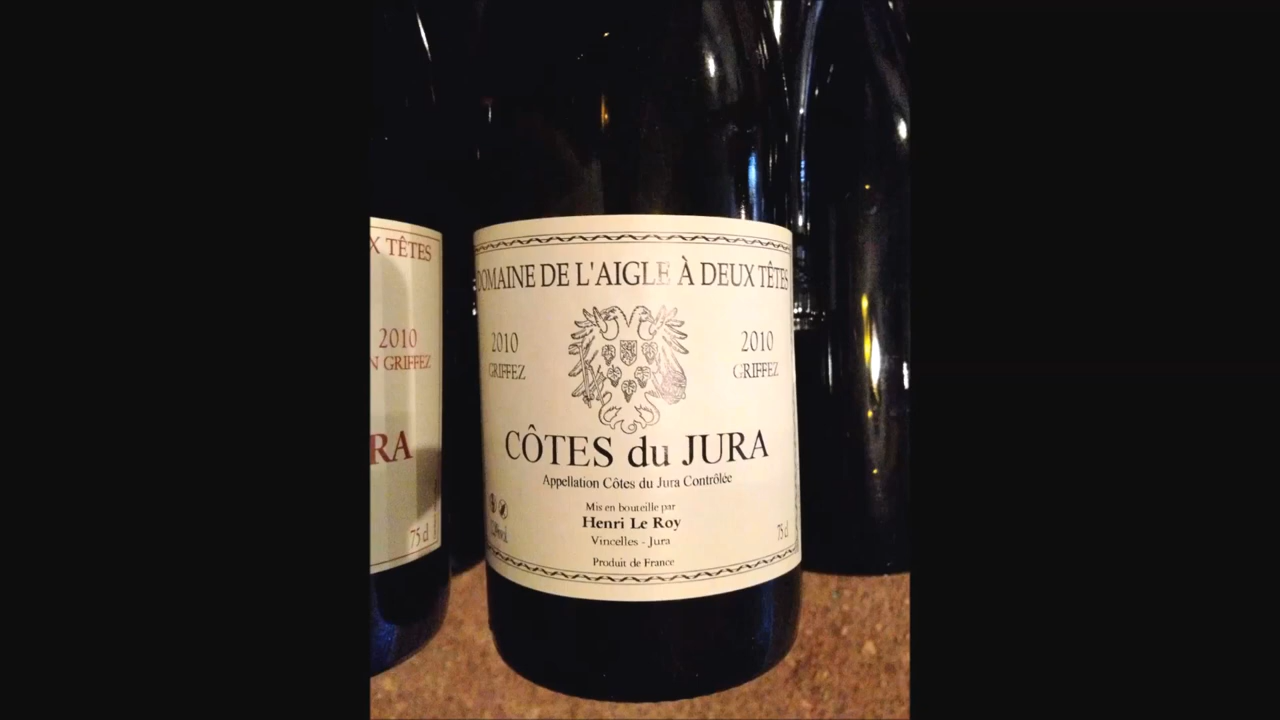 DOMAINE DE L'AIGLE À DEUX TÊTES
2010
GRIFFEZ
2010
GRIFFEZ
CÔTES du JURA
Appellation Côtes du Jura Contrôlée
Mis en bouteille par
Henri Le Roy
Vincelles - Jura
75 cl
Produit de France
X TÊTES
2010
N GRIFFEZ
RA
75 cl